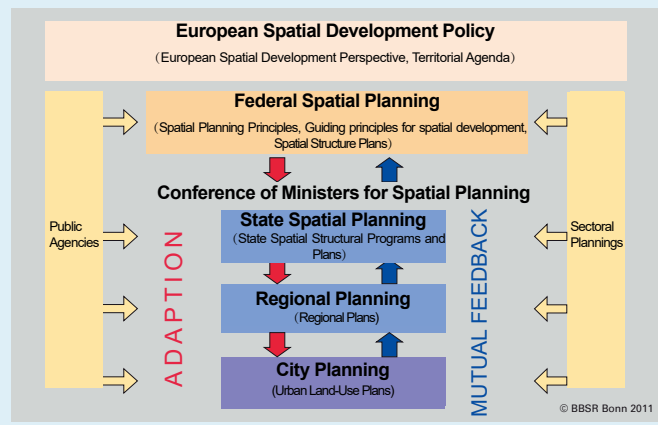 European Spatial Development Policy
(European Spatial Development Perspective, Territorial Agenda)
Federal Spatial Planning
(Spatial Planning Principles, Guiding principles for spatial development,
Spatial Structure Plans)
Conference of Ministers for Spatial Planning
Public
Agencies
ADAPTION
State Spatial Planning
(State Spatial Structural Programs and
Plans)
Regional Planning
(Regional Plans)
City Planning
(Urban Land-Use Plans)
MUTUAL FEEDBACK
Sectoral
Plannings
© BBSR Bonn 2011